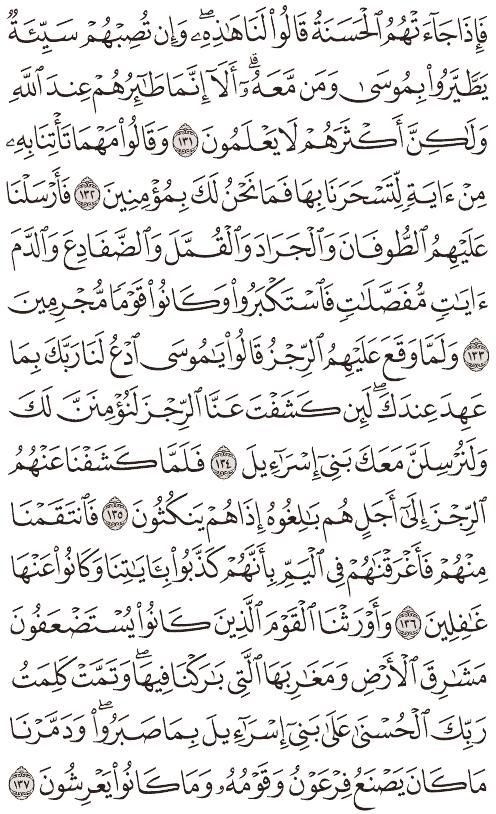 فَإِذَا جَآءَتْهُمُ ٱلْحَسَنَةُ قَالُوا۟ لَنَا هَٰذِهِۦۖ وَإِن تُصِبْهُمْ سَيِّئَةٌ
يَطَّيَّرُوا۟ بِمُوسَىٰ وَمَن مَّعَهُۥٓۗ أَلَآ إِنَّمَا طَٰٓئِرُهُمْ عِندَ ٱللَّهِ
وَلَٰكِنَّ أَكْثَرَهُمْ لَا يَعْلَمُونَ ١٣١ وَقَالُوا۟ مَهْمَا تَأْتِنَا بِهِۦ
مِنْ ءَايَةٍ لِّتَسْحَرَنَا بِهَا فَمَا نَحْنُ لَكَ بِمُؤْمِنِينَ ١٣٢ فَأَرْسَلْنَا
عَلَيْهِمُ ٱلطُّوفَانَ وَٱلْجَرَادَ وَٱلْقُمَّلَ وَٱلضَّفَادِعَ وَٱلدَّمَ
ءَايَٰتٍ مُّفَصَّلَٰتٍ فَٱسْتَكْبَرُوا۟ وَكَانُوا۟ قَوْمًا مُّجْرِمِينَ
١٣٣ وَلَمَّا وَقَعَ عَلَيْهِمُ ٱلرِّجْزُ قَالُوا۟ يَٰمُوسَى ٱدْعُ لَنَا رَبَّكَ بِمَا
عَهِدَ عِندَكَۖ لَئِن كَشَفْتَ عَنَّا ٱلرِّجْزَ لَنُؤْمِنَنَّ لَكَ
وَلَنُرْسِلَنَّ مَعَكَ بَنِىٓ إِسْرَٰٓءِيلَ ١٣٤ فَلَمَّا كَشَفْنَا عَنْهُمُ
ٱلرِّجْزَ إِلَىٰٓ أَجَلٍ هُم بَٰلِغُوهُ إِذَا هُمْ يَنكُثُونَ ١٣٥ فَٱنتَقَمْنَا
مِنْهُمْ فَأَغْرَقْنَٰهُمْ فِى ٱلْيَمِّ بِأَنَّهُمْ كَذَّبُوا۟ بِـَٔايَٰتِنَا وَكَانُوا۟ عَنْهَا
غَٰفِلِينَ ١٣٦ وَأَوْرَثْنَا ٱلْقَوْمَ ٱلَّذِينَ كَانُوا۟ يُسْتَضْعَفُونَ
مَشَٰرِقَ ٱلْأَرْضِ وَمَغَٰرِبَهَا ٱلَّتِى بَٰرَكْنَا فِيهَاۖ وَتَمَّتْ كَلِمَتُ
رَبِّكَ ٱلْحُسْنَىٰ عَلَىٰ بَنِىٓ إِسْرَٰٓءِيلَ بِمَا صَبَرُوا۟ۖ وَدَمَّرْنَا
مَا كَانَ يَصْنَعُ فِرْعَوْنُ وَقَوْمُهُۥ وَمَا كَانُوا۟ يَعْرِشُونَ ١٣٧